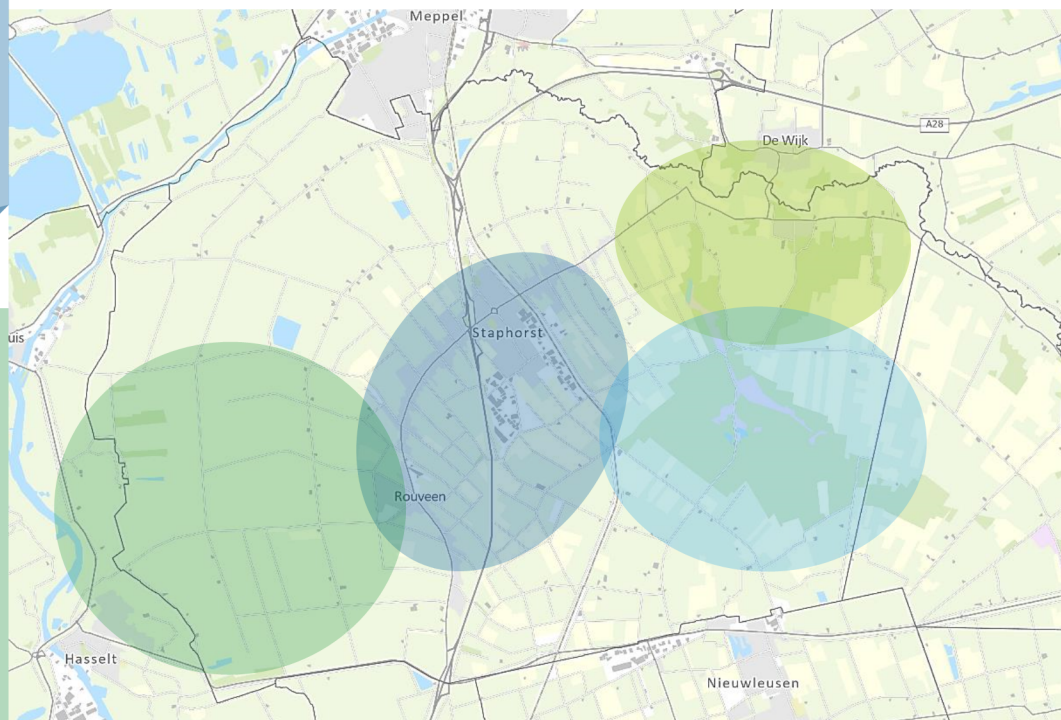 Meppel
A28
De Wijk
uis
Staphorst
Rouveen
Hasselt
Nieuwleusen